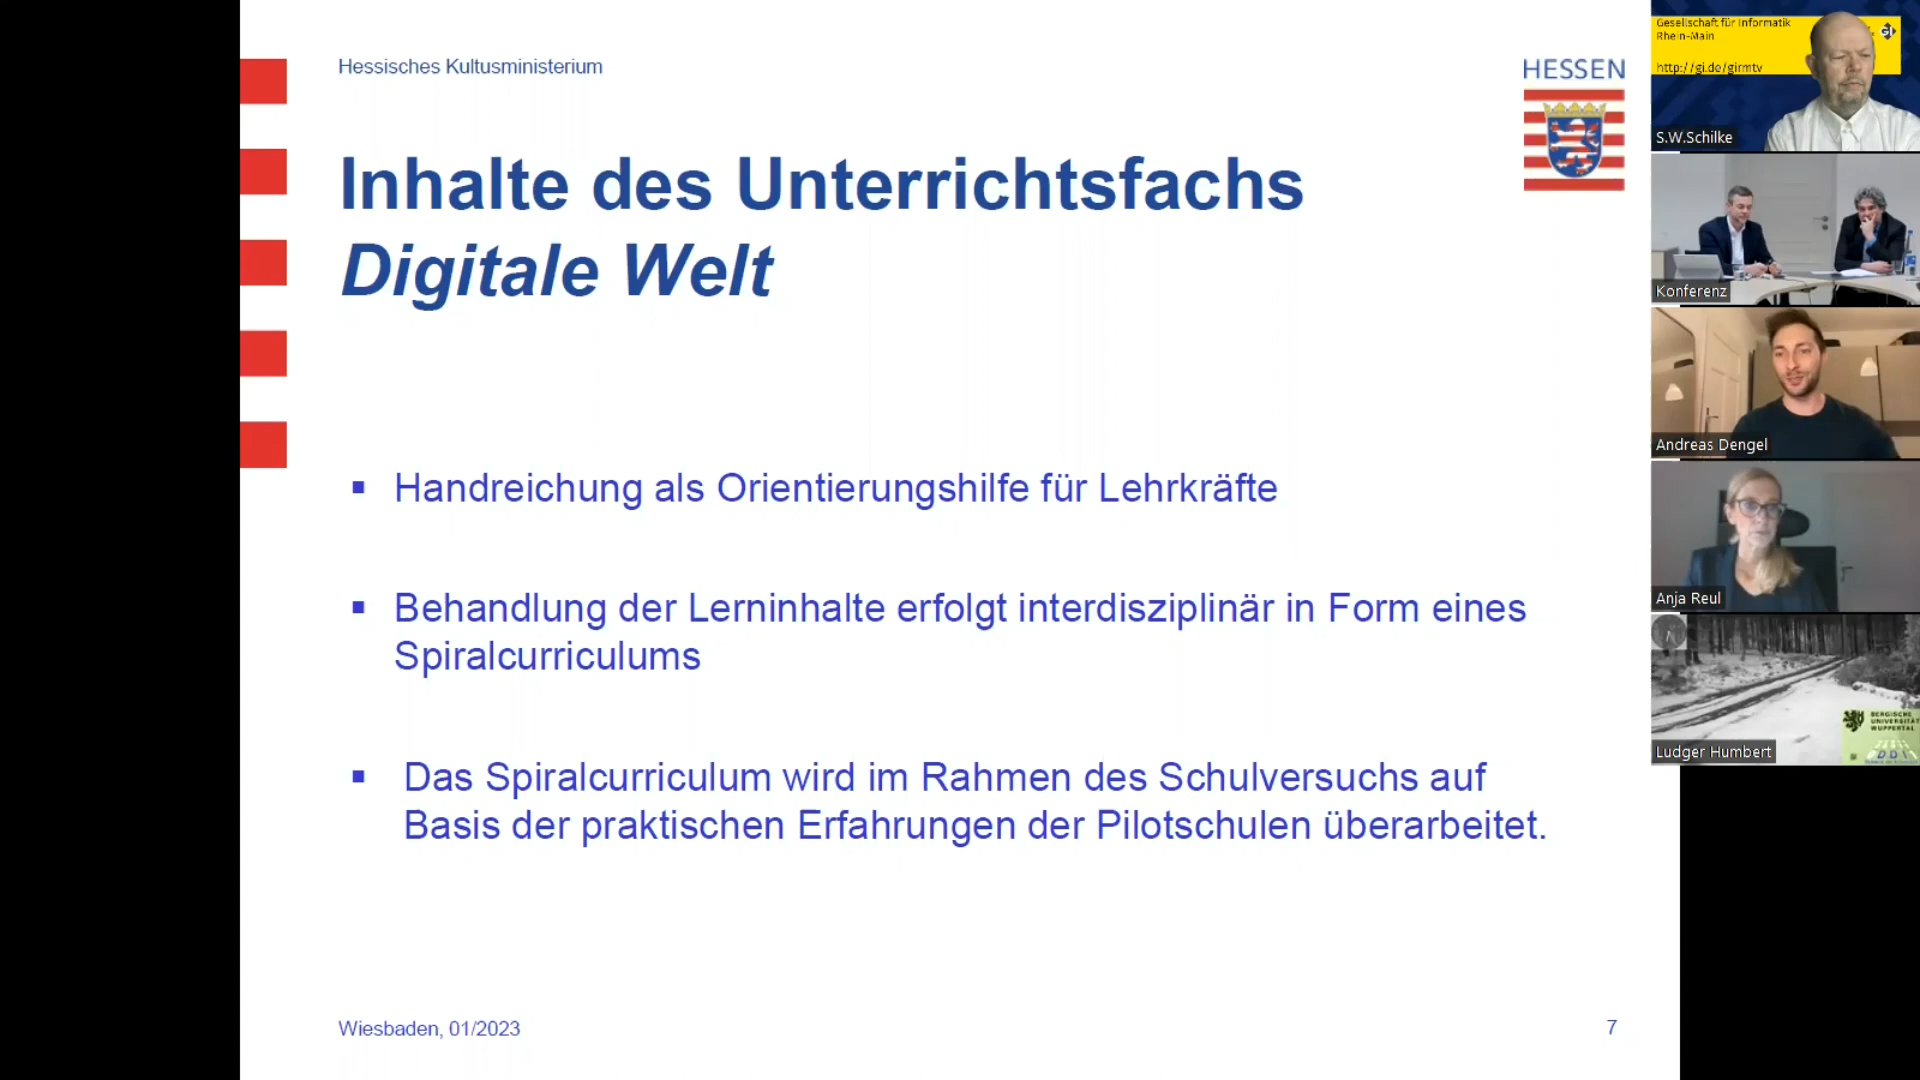 Hessisches Kultusministerium
HESSEN
Inhalte des Unterrichtsfachs
Digitale Welt
▪ Handreichung als Orientierungshilfe für Lehrkräfte
▪ Behandlung der Lerninhalte erfolgt interdisziplinär in Form eines
Spiralcurriculums
▪ Das Spiralcurriculum wird im Rahmen des Schulversuchs auf
Basis der praktischen Erfahrungen der Pilotschulen überarbeitet.
Wiesbaden, 01/2023
7
Gesellschaft für Informatik
Rhein-Main
GI
http://gi.de/girmtv
S.W.Schilke
Konferenz
Andreas Dengel
Anja Reul
BERGISCHE
UNIVERSITÄT
WUPPERTAL
DDI
Ludger Humbert